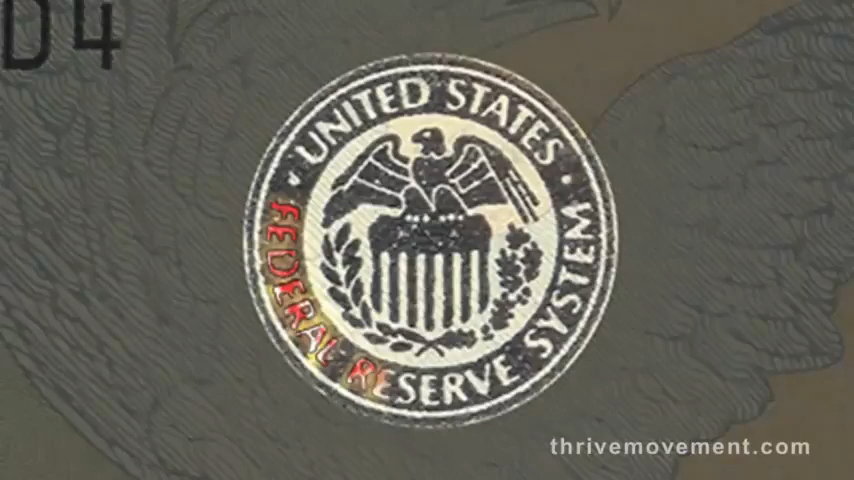 D4
UNITED STATES
FEDERAL RESERVE SYSTEM
thrivemovement.com